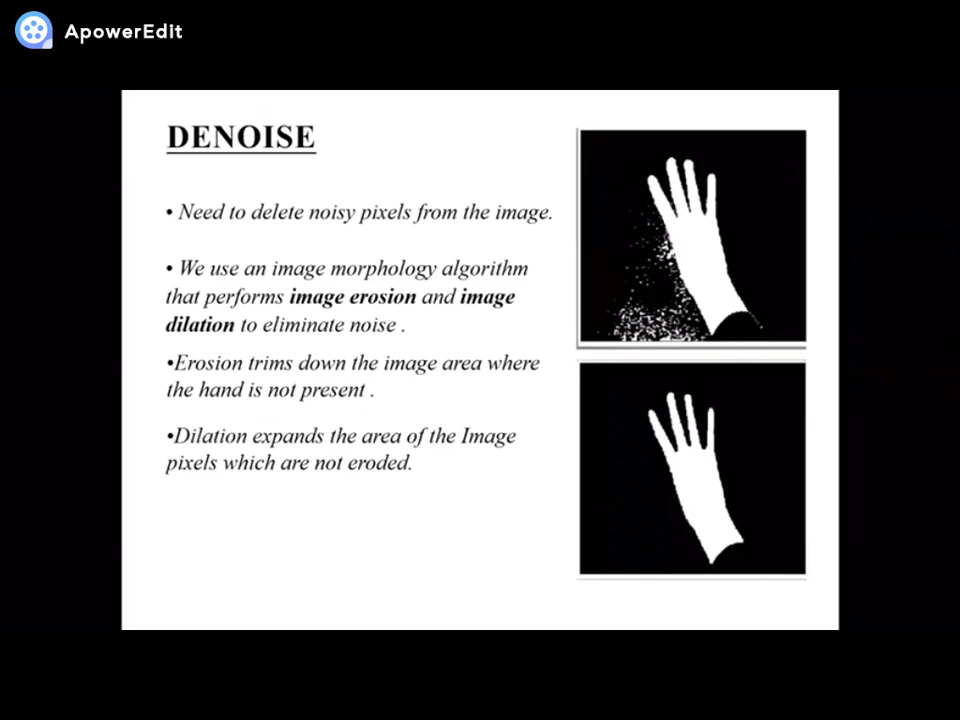 ApowerEdit
DENOISE
• Need to delete noisy pixels from the image.
• We use an image morphology algorithm
that performs image erosion and image
dilation to eliminate noise .
•Erosion trims down the image area where
the hand is not present .
•Dilation expands the area of the Image
pixels which are not eroded.